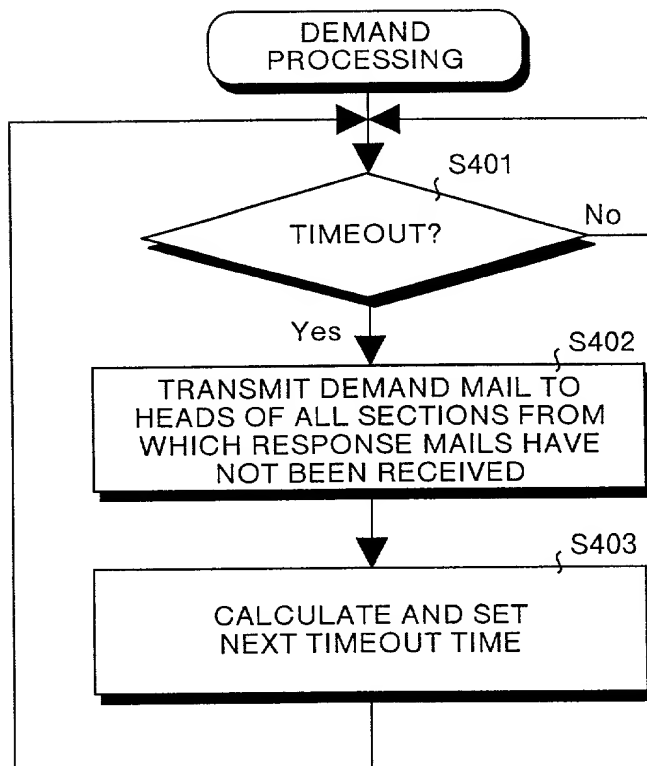 DEMAND
PROCESSING
S401
TIMEOUT?
No
Yes
S402
TRANSMIT DEMAND MAIL TO
HEADS OF ALL SECTIONS FROM
WHICH RESPONSE MAILS HAVE
NOT BEEN RECEIVED
S403
CALCULATE AND SET
NEXT TIMEOUT TIME